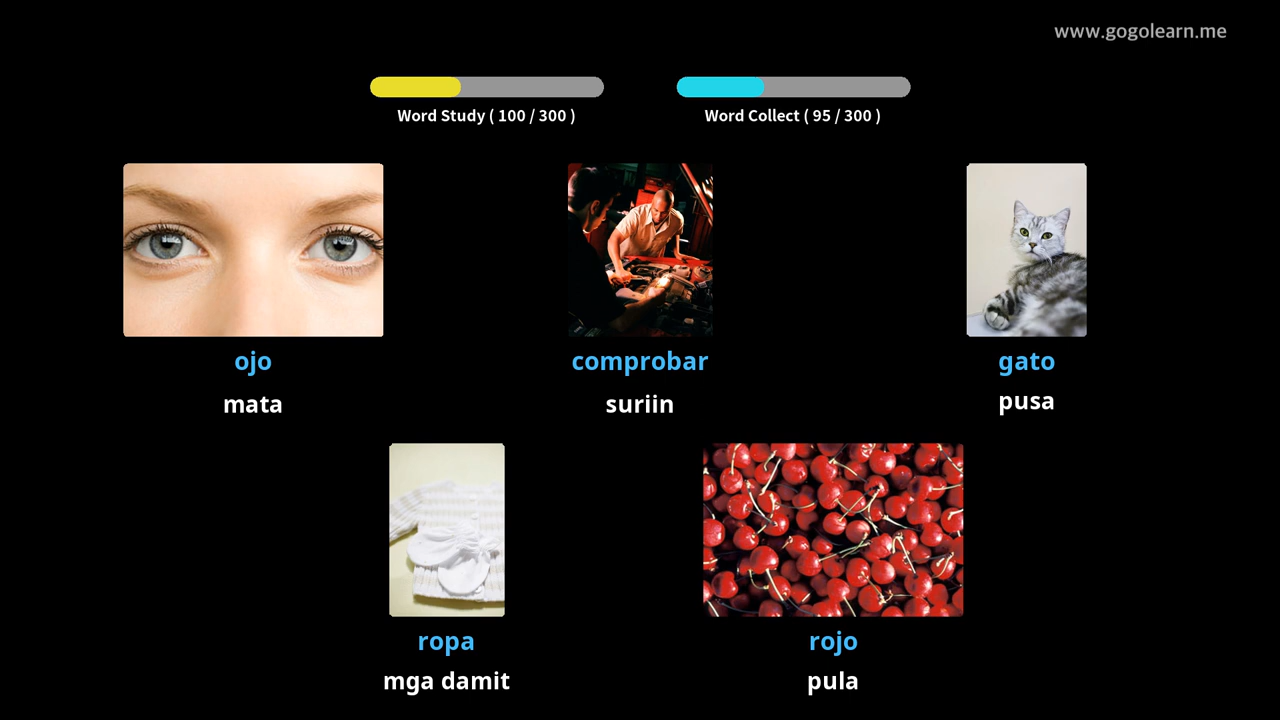 www.gogolearn.me
Word Study ( 100 / 300 )
Word Collect ( 95 / 300 )
ojo
mata
comprobar
suriin
gato
pusa
ropa
mga damit
rojo
pula